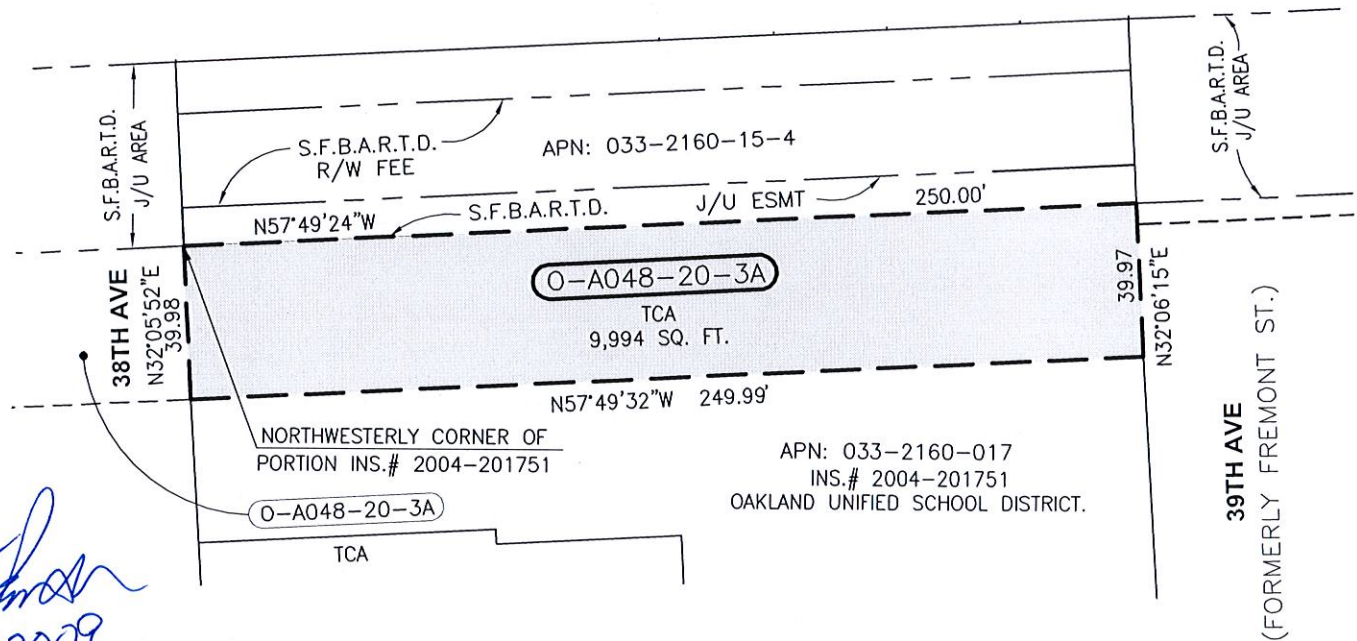 S.F.B.A.R.T.D.
J/U AREA
S.F.B.A.R.T.D.
R/W FEE
APN: 033-2160-15-4
S.F.B.A.R.T.D.
J/U AREA
N57°49'24"W
S.F.B.A.R.T.D.
J/U ESMT
250.00'
38TH AVE
N32°05'52"E
39.98
O-A048-20-3A
TCA
9,994 SQ. FT.
39.97
N32°06'15"E
N57°49'32"W 249.99'
NORTHWESTERLY CORNER OF
PORTION INS.# 2004-201751
O-A048-20-3A
TCA
APN: 033-2160-017
INS.# 2004-201751
OAKLAND UNIFIED SCHOOL DISTRICT.
39TH AVE
(FORMERLY FREMONT ST.)
2009